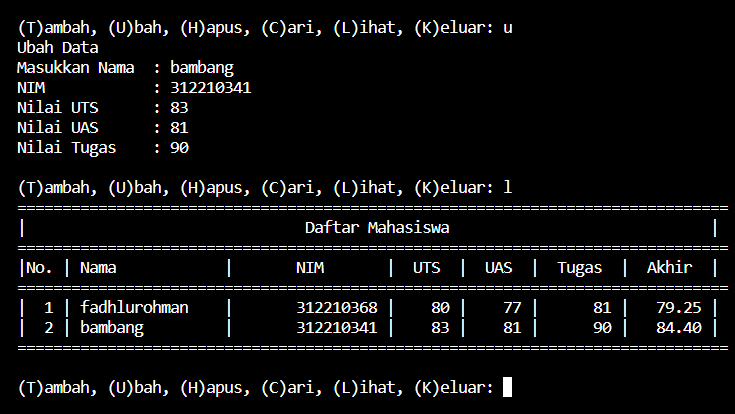 (T)ambah, (U)bah, (H)apus, (C)ari, (L)ihat, (K)eluar: u
Ubah Data
Masukkan Nama  : bambang
NIM            : 312210341
Nilai UTS      : 83
Nilai UAS      : 81
Nilai Tugas    : 90
(T)ambah, (U)bah, (H)apus, (C)ari, (L)ihat, (K)eluar: l
===============================================================================
|                               Daftar Mahasiswa                             |
===============================================================================
|No. | Nama            |       NIM       |  UTS  |  UAS  |  Tugas  |  Akhir  |
===============================================================================
|  1 | fadhlurohman    |       312210368 |    80 |    77 |      81 |   79.25 |
|  2 | bambang         |       312210341 |    83 |    81 |      90 |   84.40 |
===============================================================================
(T)ambah, (U)bah, (H)apus, (C)ari, (L)ihat, (K)eluar: